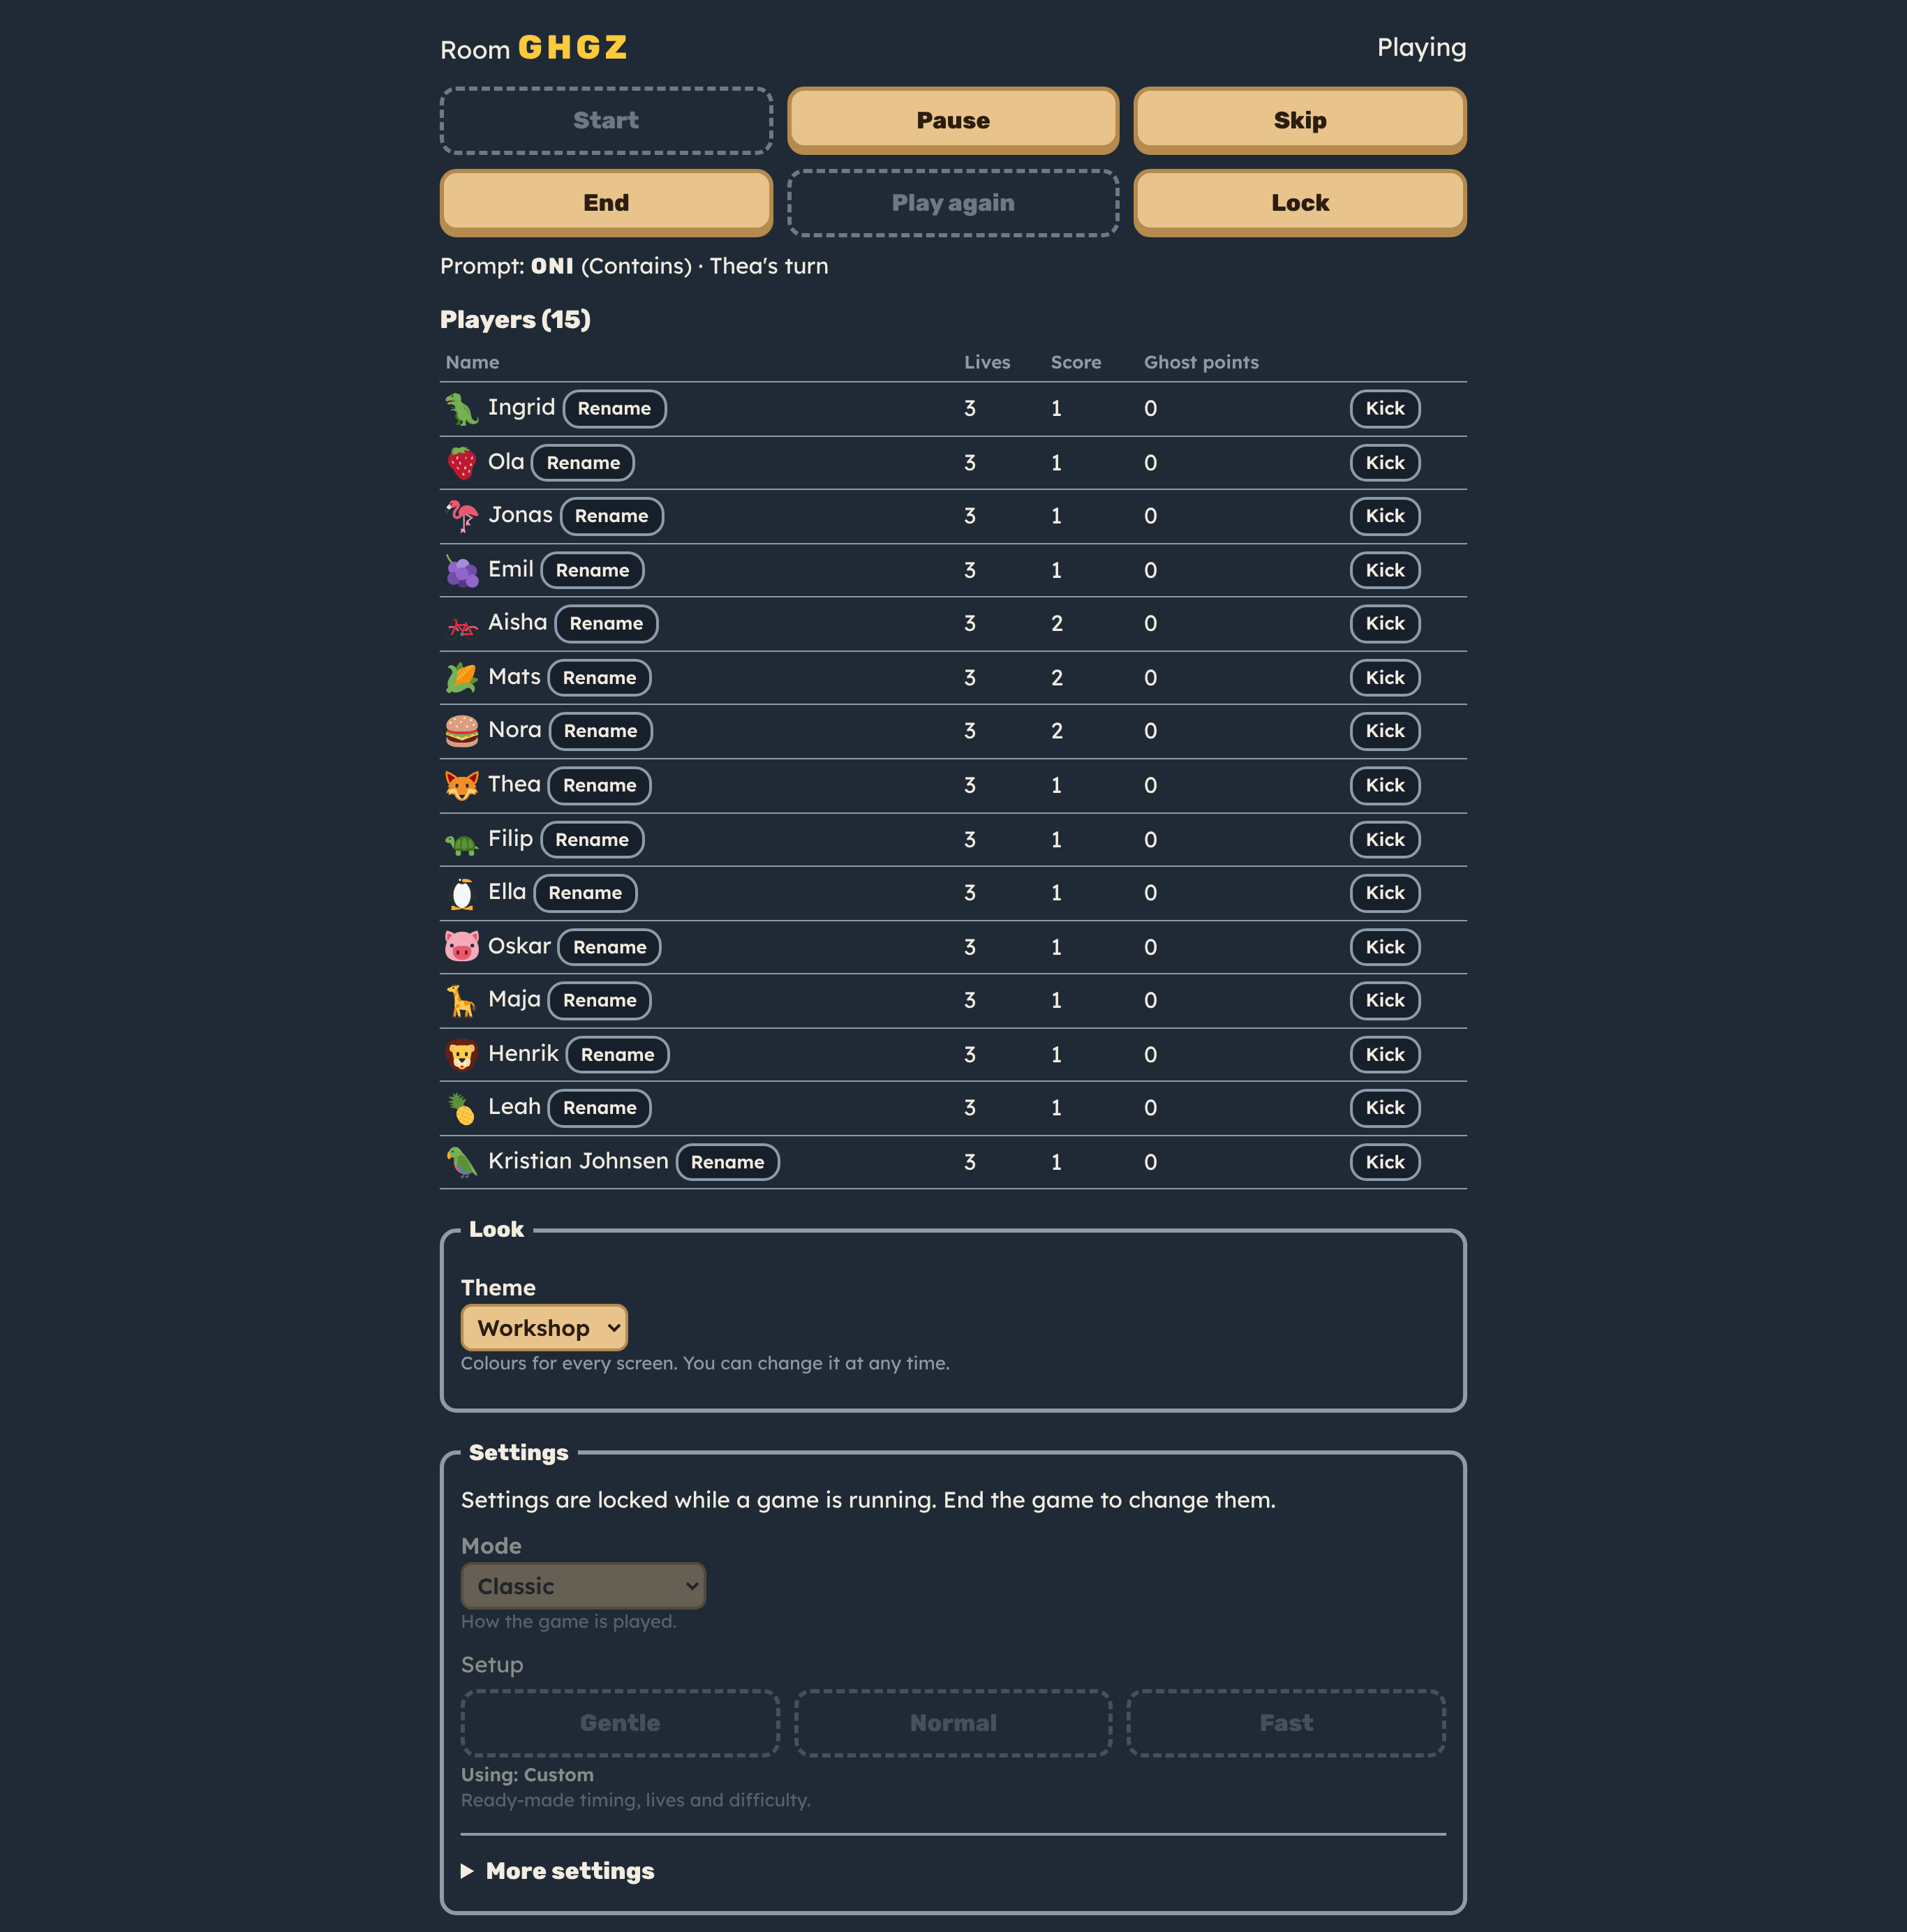 Room GHGZ Playing
Start Pause Skip
End Play again Lock
Prompt: ONI (Contains) · Thea's turn
Players (15)
Name Lives Score Ghost points
Ingrid Rename 3 1 0 Kick
Ola Rename 3 1 0 Kick
Jonas Rename 3 1 0 Kick
Emil Rename 3 1 0 Kick
Aisha Rename 3 2 0 Kick
Mats Rename 3 2 0 Kick
Nora Rename 3 2 0 Kick
Thea Rename 3 1 0 Kick
Filip Rename 3 1 0 Kick
Ella Rename 3 1 0 Kick
Oskar Rename 3 1 0 Kick
Maja Rename 3 1 0 Kick
Henrik Rename 3 1 0 Kick
Leah Rename 3 1 0 Kick
Kristian Johnsen Rename 3 1 0 Kick
Look
Theme
Workshop
Colours for every screen. You can change it at any time.
Settings
Settings are locked while a game is running. End the game to change them.
Mode
Classic
How the game is played.
Setup
Gentle Normal Fast
Using: Custom
Ready-made timing, lives and difficulty.
More settings